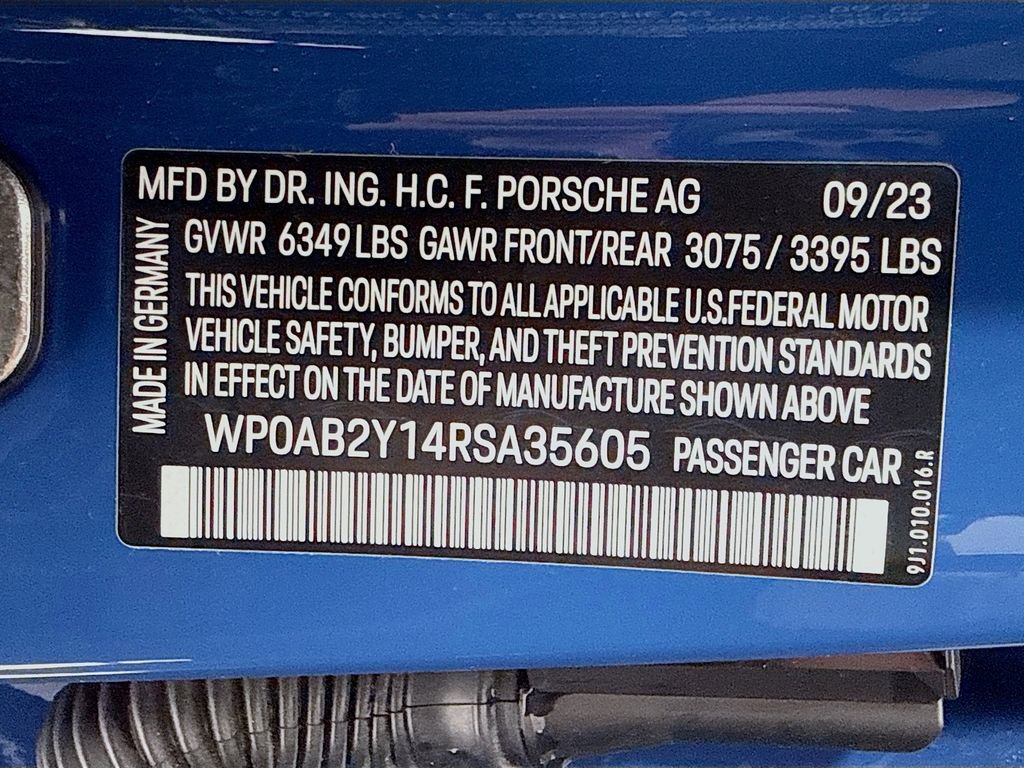 MFD BY DR. ING. H.C. F. PORSCHE AG 09/23
GVWR 6349 LBS GAWR FRONT/REAR 3075 / 3395 LBS
THIS VEHICLE CONFORMS TO ALL APPLICABLE U.S.FEDERAL MOTOR
VEHICLE SAFETY, BUMPER, AND THEFT PREVENTION STANDARDS
IN EFFECT ON THE DATE OF MANUFACTURE SHOWN ABOVE
WP0AB2Y14RSA35605 PASSENGER CAR
MADE IN GERMANY
9J1.010.016.R